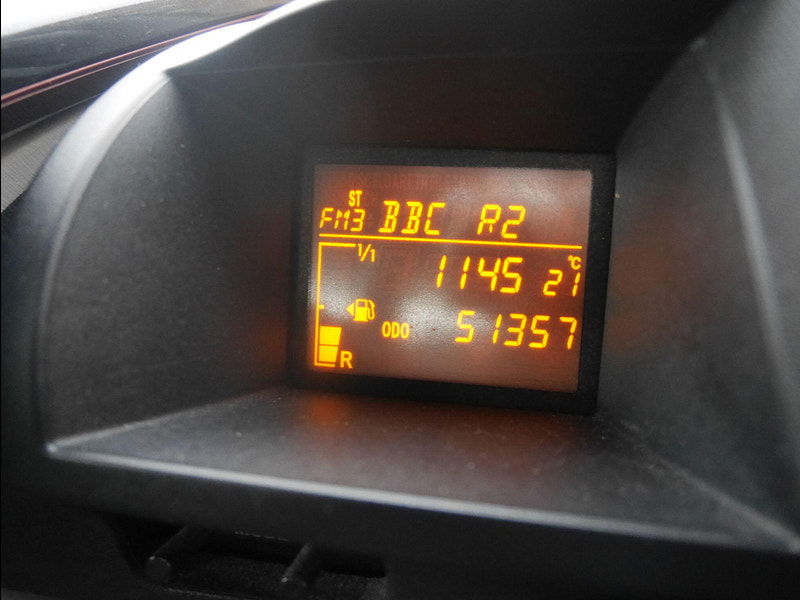 ST
FM3 BBC R2
1/1 1145 21 °C
ODO 51357
R